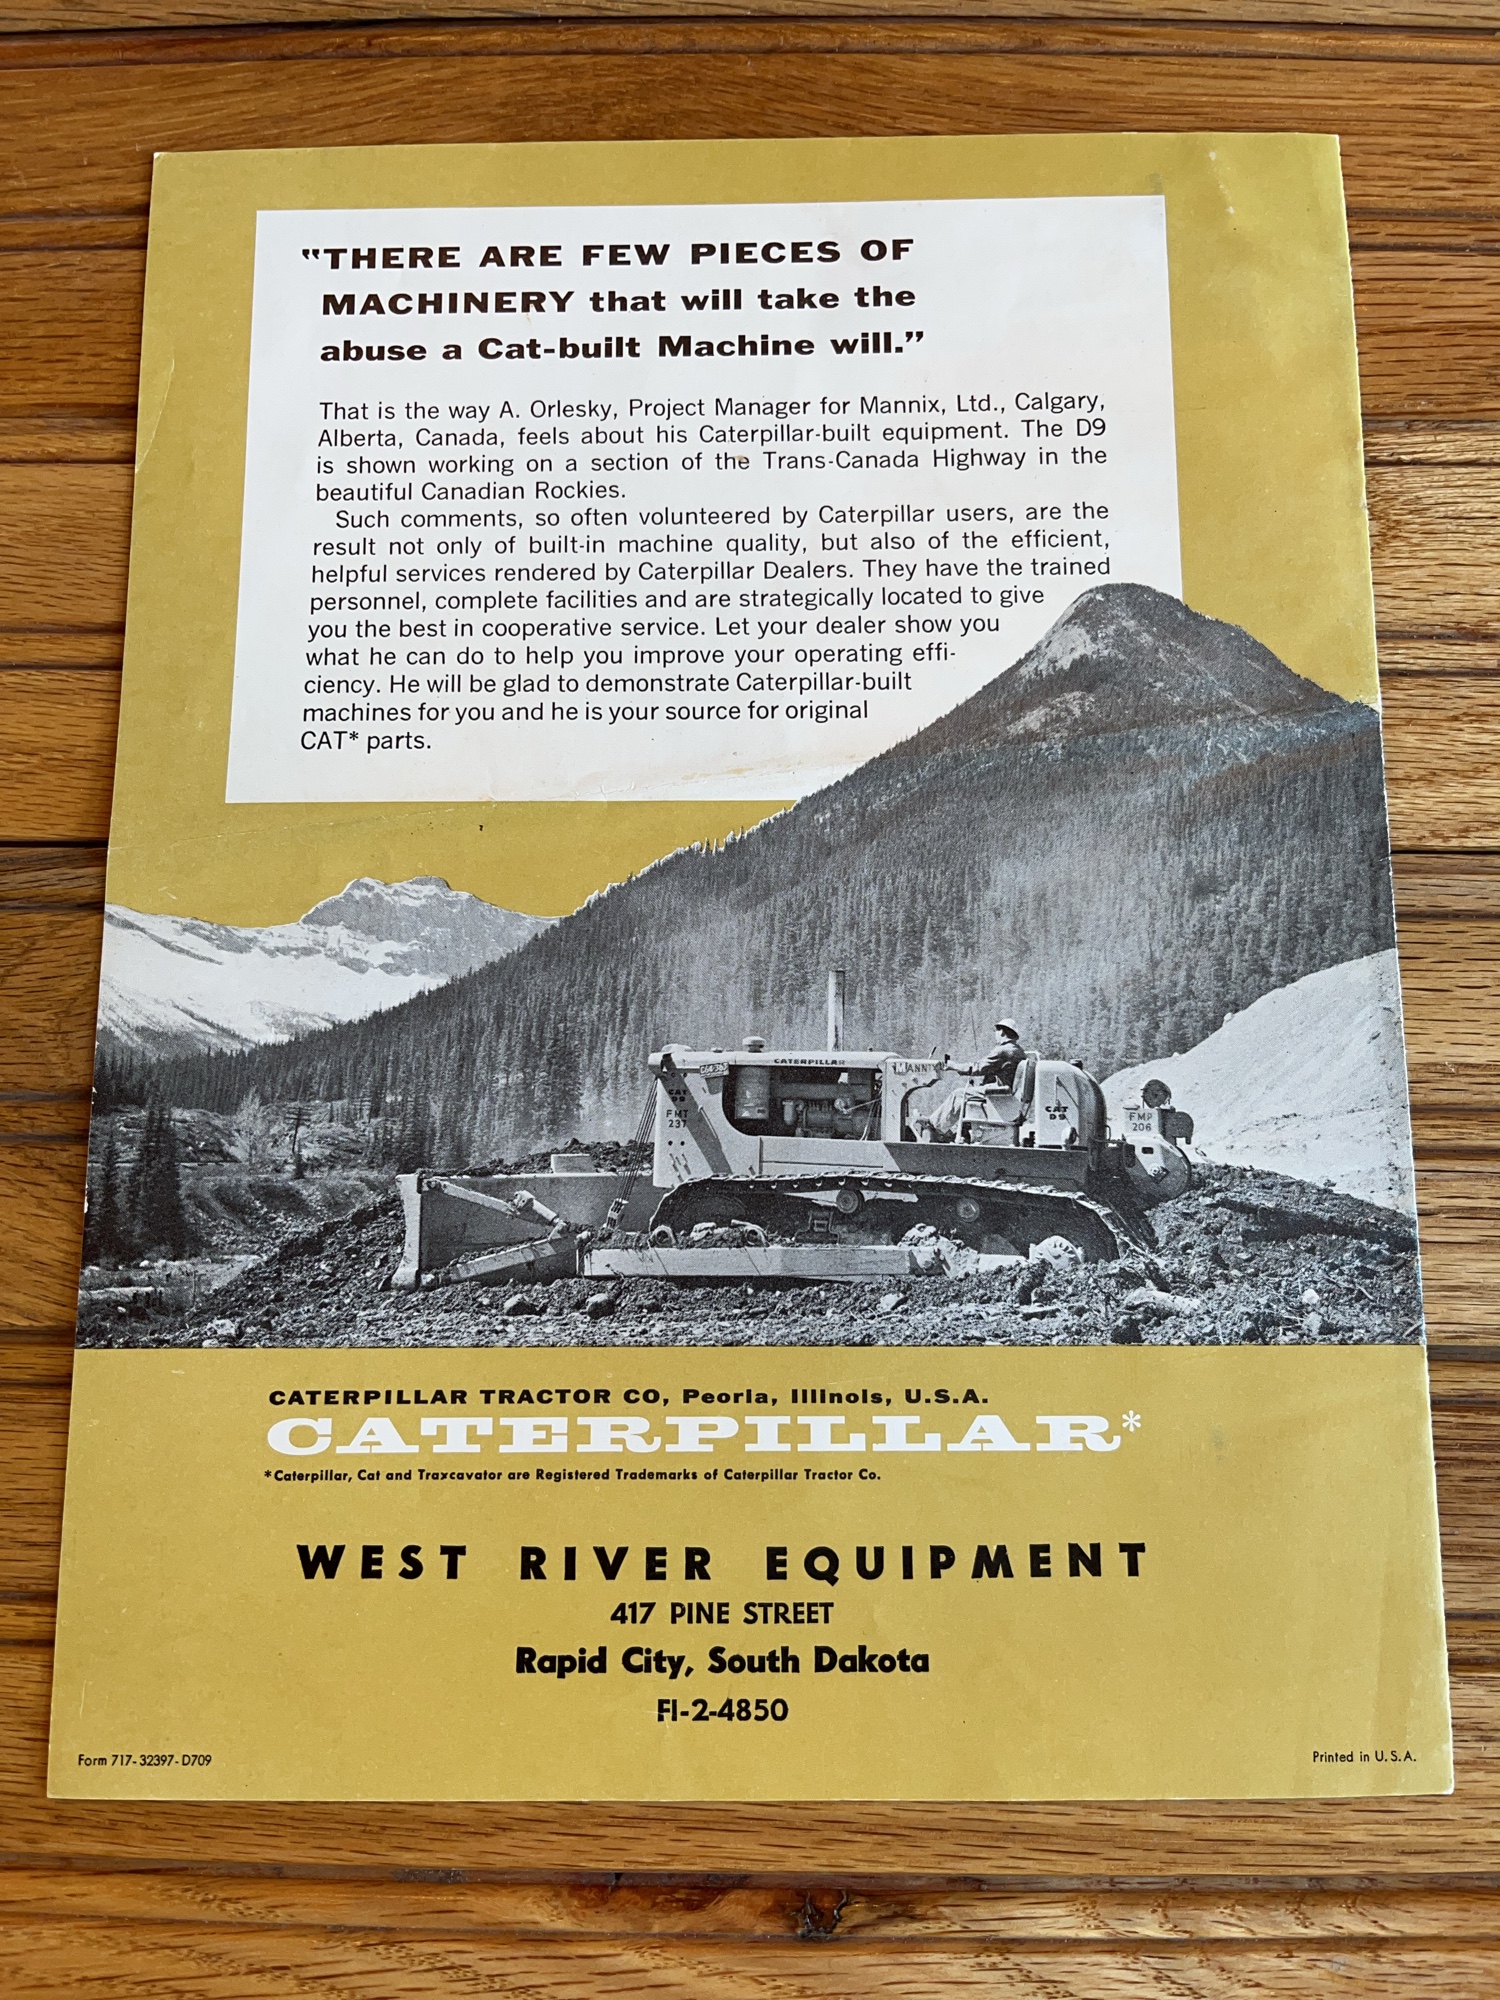 "THERE ARE FEW PIECES OF
MACHINERY that will take the
abuse a Cat-built Machine will."
That is the way A. Orlesky, Project Manager for Mannix, Ltd., Calgary,
Alberta, Canada, feels about his Caterpillar-built equipment. The D9
is shown working on a section of the Trans-Canada Highway in the
beautiful Canadian Rockies.
Such comments, so often volunteered by Caterpillar users, are the
result not only of built-in machine quality, but also of the efficient,
helpful services rendered by Caterpillar Dealers. They have the trained
personnel, complete facilities and are strategically located to give
you the best in cooperative service. Let your dealer show you
what he can do to help you improve your operating effi-
ciency. He will be glad to demonstrate Caterpillar-built
machines for you and he is your source for original
CAT* parts.
CATERPILLAR
MANNIX
CAT
D9
FMT
237
CAT
D9
FMP
206
CATERPILLAR TRACTOR CO, Peoria, Illinois, U.S.A.
CATERPILLAR*
*Caterpillar, Cat and Traxcavator are Registered Trademarks of Caterpillar Tractor Co.
WEST RIVER EQUIPMENT
417 PINE STREET
Rapid City, South Dakota
FI-2-4850
Form 717-32397-D709
Printed in U.S.A.